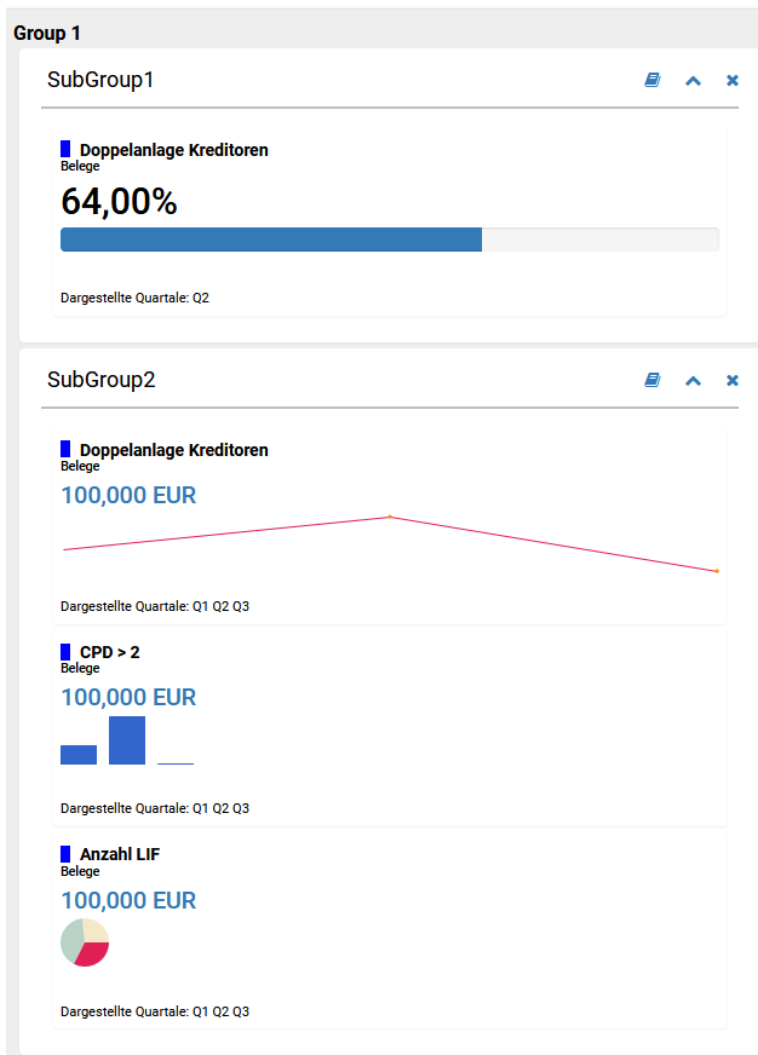 Group 1
SubGroup1
Doppelanlage Kreditoren
Belege
64,00%
Dargestellte Quartale: Q2
SubGroup2
Doppelanlage Kreditoren
Belege
100,000 EUR
Dargestellte Quartale: Q1 Q2 Q3
CPD > 2
Belege
100,000 EUR
Dargestellte Quartale: Q1 Q2 Q3
Anzahl LIF
Belege
100,000 EUR
Dargestellte Quartale: Q1 Q2 Q3